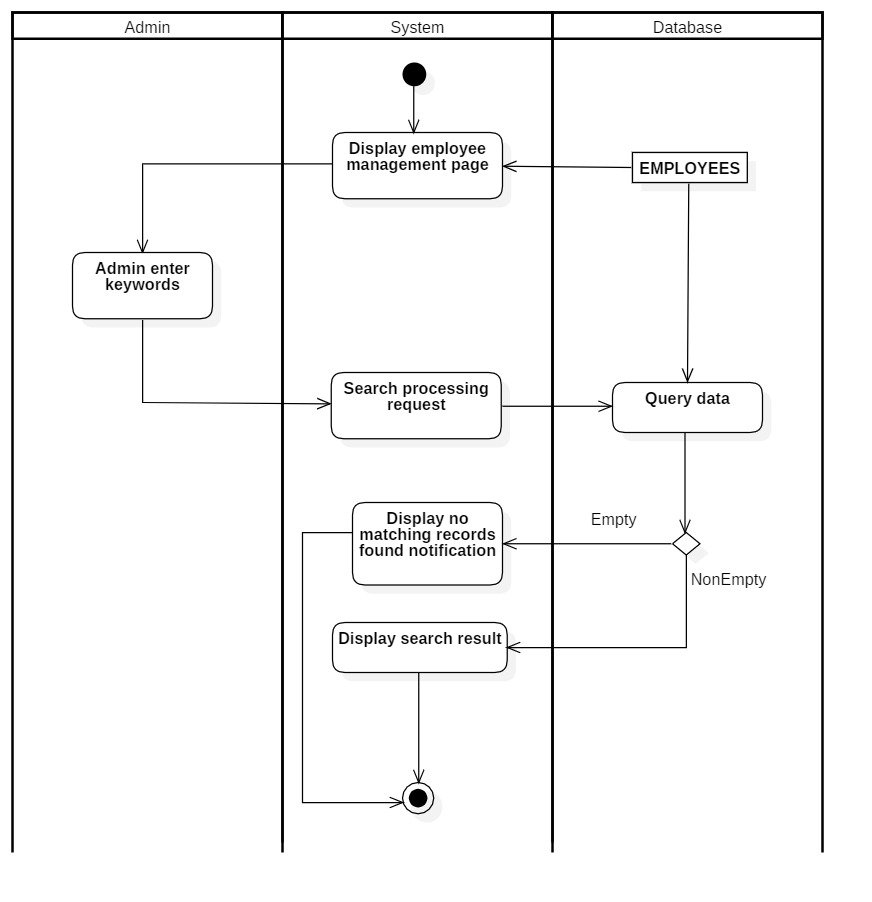 Admin
System
Database
Display employee
management page
EMPLOYEES
Admin enter
keywords
Search processing
request
Query data
Display no
matching records
found notification
Empty
NonEmpty
Display search result